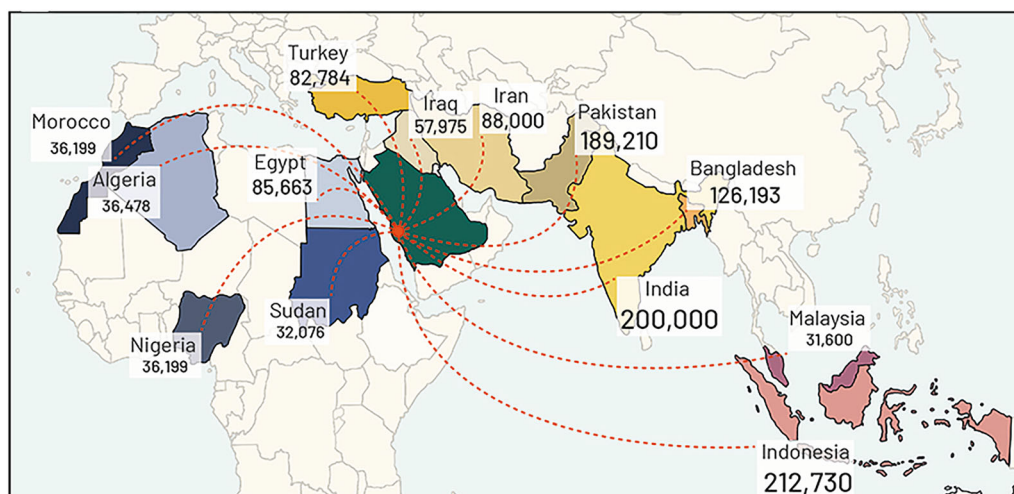 Turkey
82,784
Iraq
57,975
Iran
88,000
Pakistan
189,210
Morocco
36,199
Algeria
36,478
Egypt
85,663
Bangladesh
126,193
India
200,000
Sudan
32,076
Nigeria
36,199
Malaysia
31,600
Indonesia
212,730